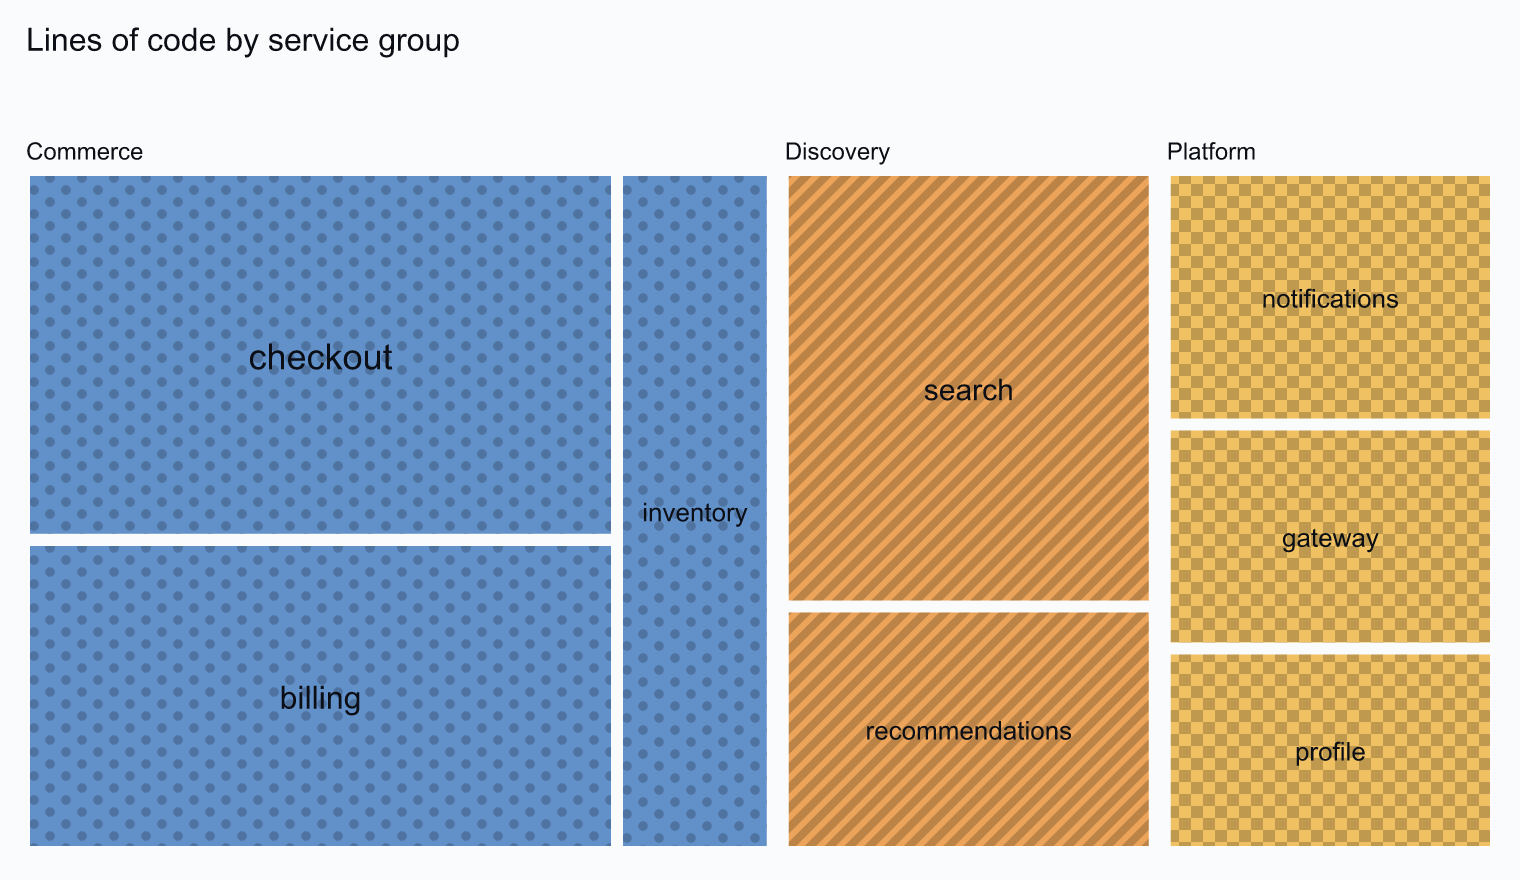 Lines of code by service group
Commerce
Discovery
Platform
checkout
billing
inventory
search
recommendations
notifications
gateway
profile